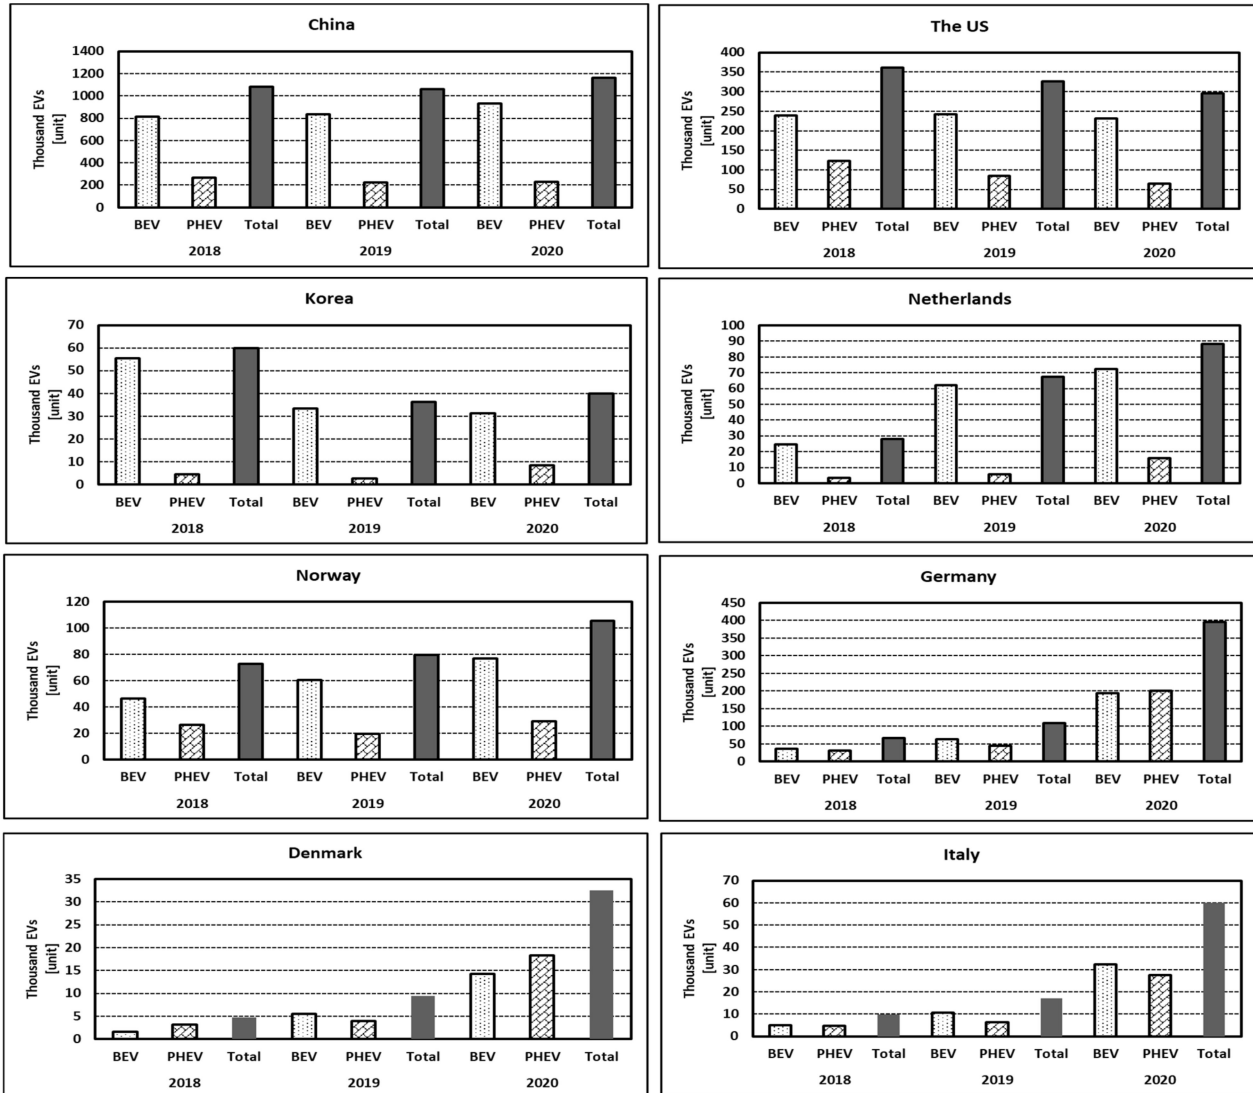 China
Thousand EVs
[unit]
1400
1200
1000
800
600
400
200
0
BEV PHEV Total BEV PHEV Total BEV PHEV Total
2018 2019 2020
The US
Thousand EVs
[unit]
400
350
300
250
200
150
100
50
0
BEV PHEV Total BEV PHEV Total BEV PHEV Total
2018 2019 2020
Korea
Thousand EVs
[unit]
70
60
50
40
30
20
10
0
BEV PHEV Total BEV PHEV Total BEV PHEV Total
2018 2019 2020
Netherlands
Thousand EVs
[unit]
100
90
80
70
60
50
40
30
20
10
0
BEV PHEV Total BEV PHEV Total BEV PHEV Total
2018 2019 2020
Norway
Thousand EVs
[unit]
120
100
80
60
40
20
0
BEV PHEV Total BEV PHEV Total BEV PHEV Total
2018 2019 2020
Germany
Thousand EVs
[unit]
450
400
350
300
250
200
150
100
50
0
BEV PHEV Total BEV PHEV Total BEV PHEV Total
2018 2019 2020
Denmark
Thousand EVs
[unit]
35
30
25
20
15
10
5
0
BEV PHEV Total BEV PHEV Total BEV PHEV Total
2018 2019 2020
Italy
Thousand EVs
[unit]
70
60
50
40
30
20
10
0
BEV PHEV Total BEV PHEV Total BEV PHEV Total
2018 2019 2020